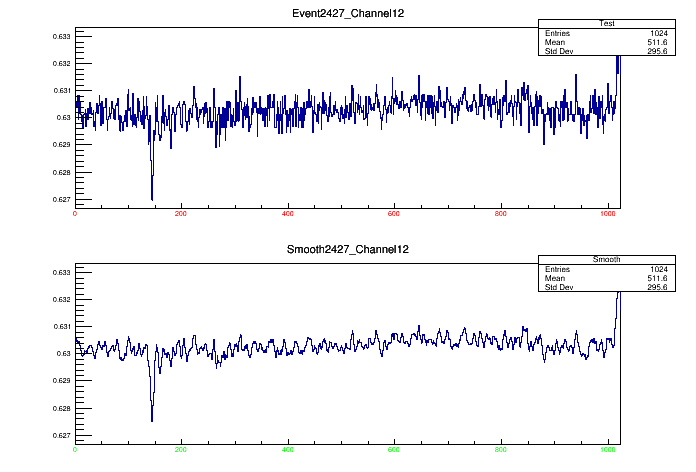 Event2427_Channel12
Test
Entries 1024
Mean 511.6
Std Dev 295.6
0.633
0.632
0.631
0.63
0.629
0.628
0.627
0 200 400 600 800 1000
Smooth2427_Channel12
Smooth
Entries 1024
Mean 511.6
Std Dev 295.6
0.633
0.632
0.631
0.63
0.629
0.628
0.627
0 200 400 600 800 1000